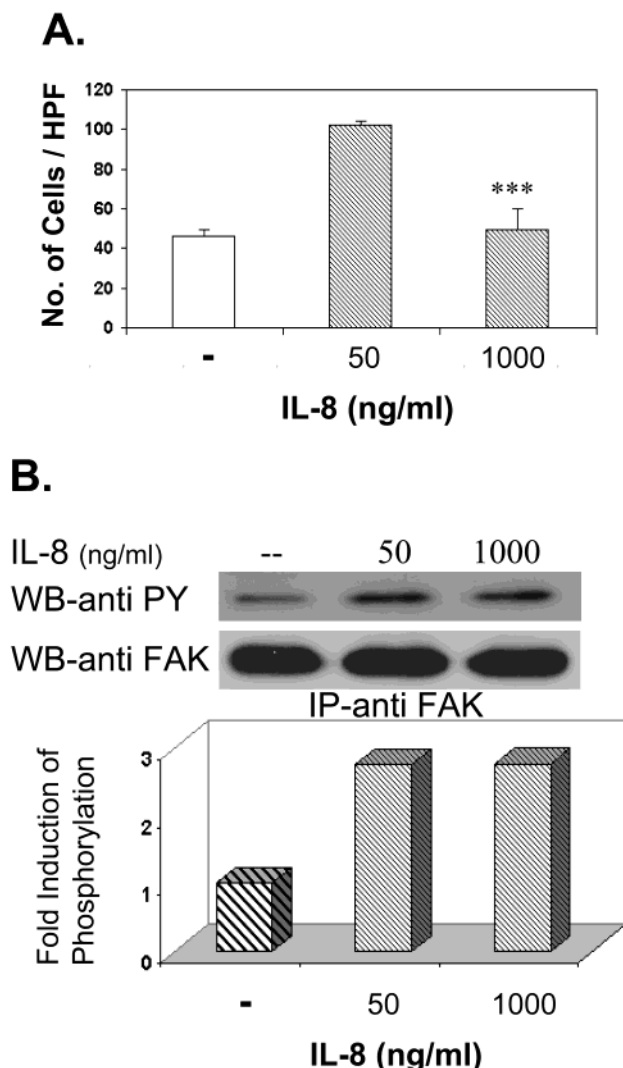 A.
No. of Cells / HPF
120
100
80
60
40
20
0
***
- 50 1000
IL-8 (ng/ml)
B.
IL-8 (ng/ml) -- 50 1000
WB-anti PY
WB-anti FAK
IP-anti FAK
Fold Induction of
Phosphorylation
3
2
1
0
- 50 1000
IL-8 (ng/ml)